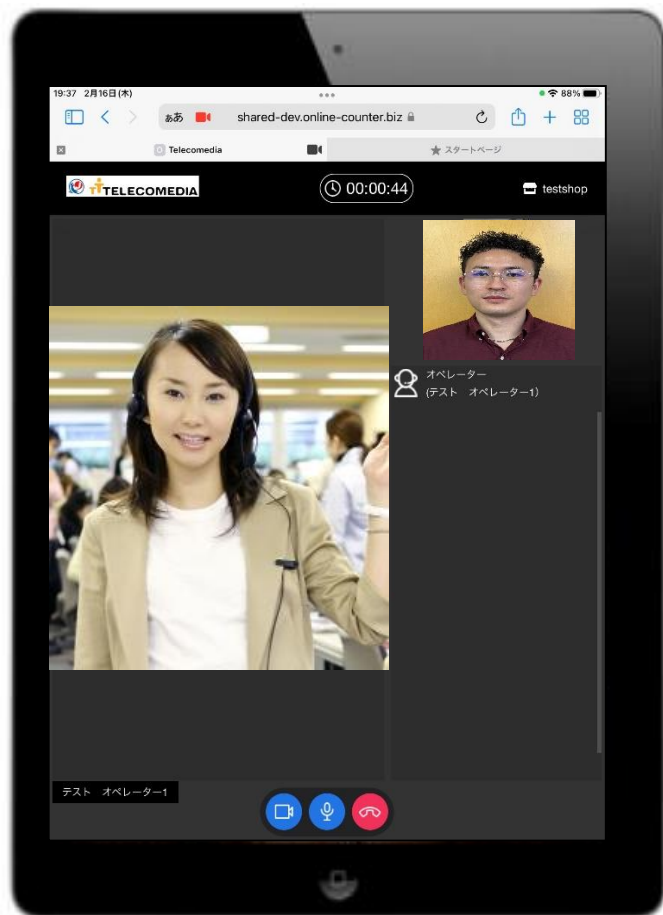 19:37 2月16日(木)
88%
ぁあ
shared-dev.online-counter.biz
Telecomedia
スタートページ
TELECOMEDIA
00:00:44
testshop
オペレーター
(テスト オペレーター1)
テスト オペレーター1